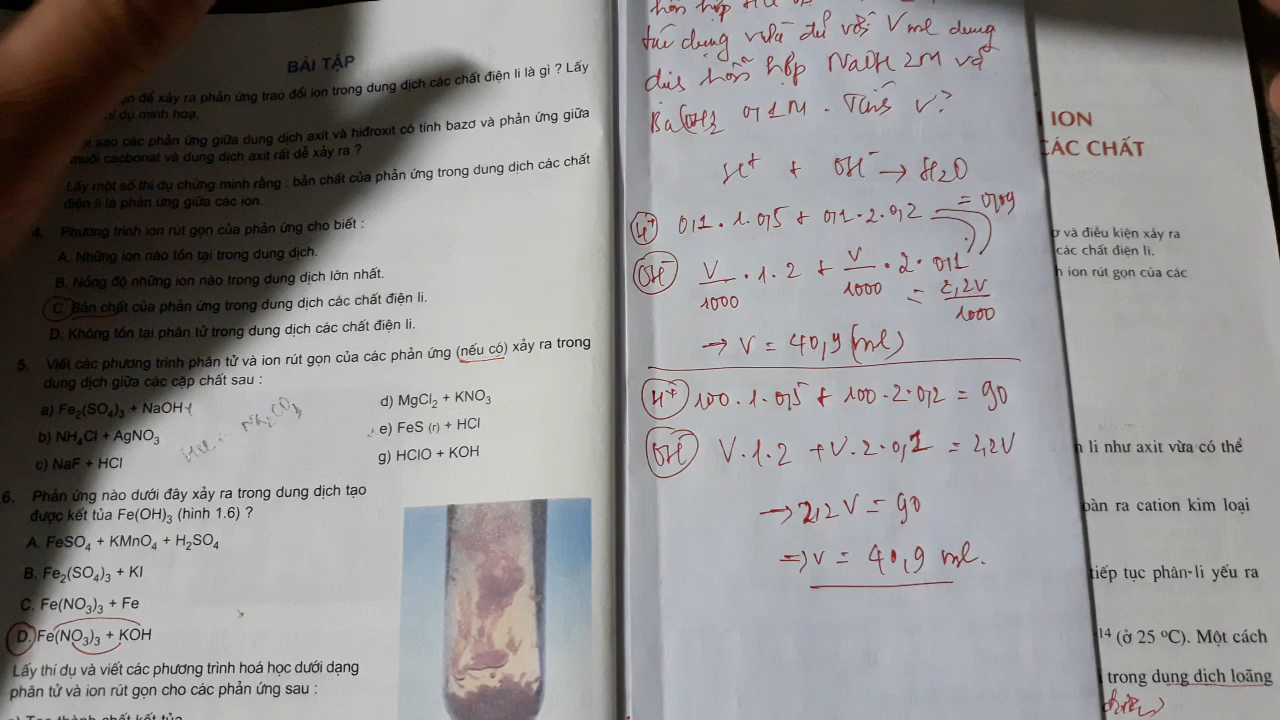 BÀI TẬP
để xảy ra phản ứng trao đổi ion trong dung dịch các chất điện li là gì ? Lấy
dụ minh hoạ.
sao các phản ứng giữa dung dịch axit và hiđroxit có tính bazơ và phản ứng giữa
muối cacbonat và dung dịch axit rất dễ xảy ra ?
Lấy một số thí dụ chứng minh rằng : bản chất của phản ứng trong dung dịch các chất
điện li là phản ứng giữa các ion.
4. Phương trình ion rút gọn của phản ứng cho biết :
A. Những ion nào tồn tại trong dung dịch.
B. Nồng độ những ion nào trong dung dịch lớn nhất.
C. Bản chất của phản ứng trong dung dịch các chất điện li.
D. Không tồn tại phân tử trong dung dịch các chất điện li.
5. Viết các phương trình phân tử và ion rút gọn của các phản ứng (nếu có) xảy ra trong
dung dịch giữa các cặp chất sau :
a) Fe₂(SO₄)₃ + NaOH
b) NH₄Cl + AgNO₃
c) NaF + HCl
d) MgCl₂ + KNO₃
e) FeS (r) + HCl
g) HClO + KOH
HCl + Na₂CO₃
6. Phản ứng nào dưới đây xảy ra trong dung dịch tạo
được kết tủa Fe(OH)₃ (hình 1.6) ?
A. FeSO₄ + KMnO₄ + H₂SO₄
B. Fe₂(SO₄)₃ + KI
C. Fe(NO₃)₃ + Fe
D. Fe(NO₃)₃ + KOH
Lấy thí dụ và viết các phương trình hoá học dưới dạng
phân tử và ion rút gọn cho các phản ứng sau :
hỗn hợp
tác dụng vừa đủ với V ml dung
dịch hỗn hợp NaOH 2M và
Ba(OH)₂ 0,1M. Tính V?
H⁺ + OH⁻ → H₂O
H⁺ 0,1 . 1 . 0,5 + 0,1 . 2 . 0,2 = 0,09
OH⁻ V/1000 . 1 . 2 + V/1000 . 2 . 0,1 = 2,2V/1000
→ V = 40,9 (ml)
H⁺ 100 . 1 . 0,5 + 100 . 2 . 0,2 = 90
OH⁻ V . 1 . 2 + V . 2 . 0,1 = 2,2V
→ 2,2V = 90
⇒ V = 40,9 ml.
ION
CÁC CHẤT
và điều kiện xảy ra
các chất điện li.
ion rút gọn của các
li như axit vừa có thể
ra cation kim loại
tiếp tục phân li yếu ra
¹⁴ (ở 25 °C). Một cách
trong dung dịch loãng